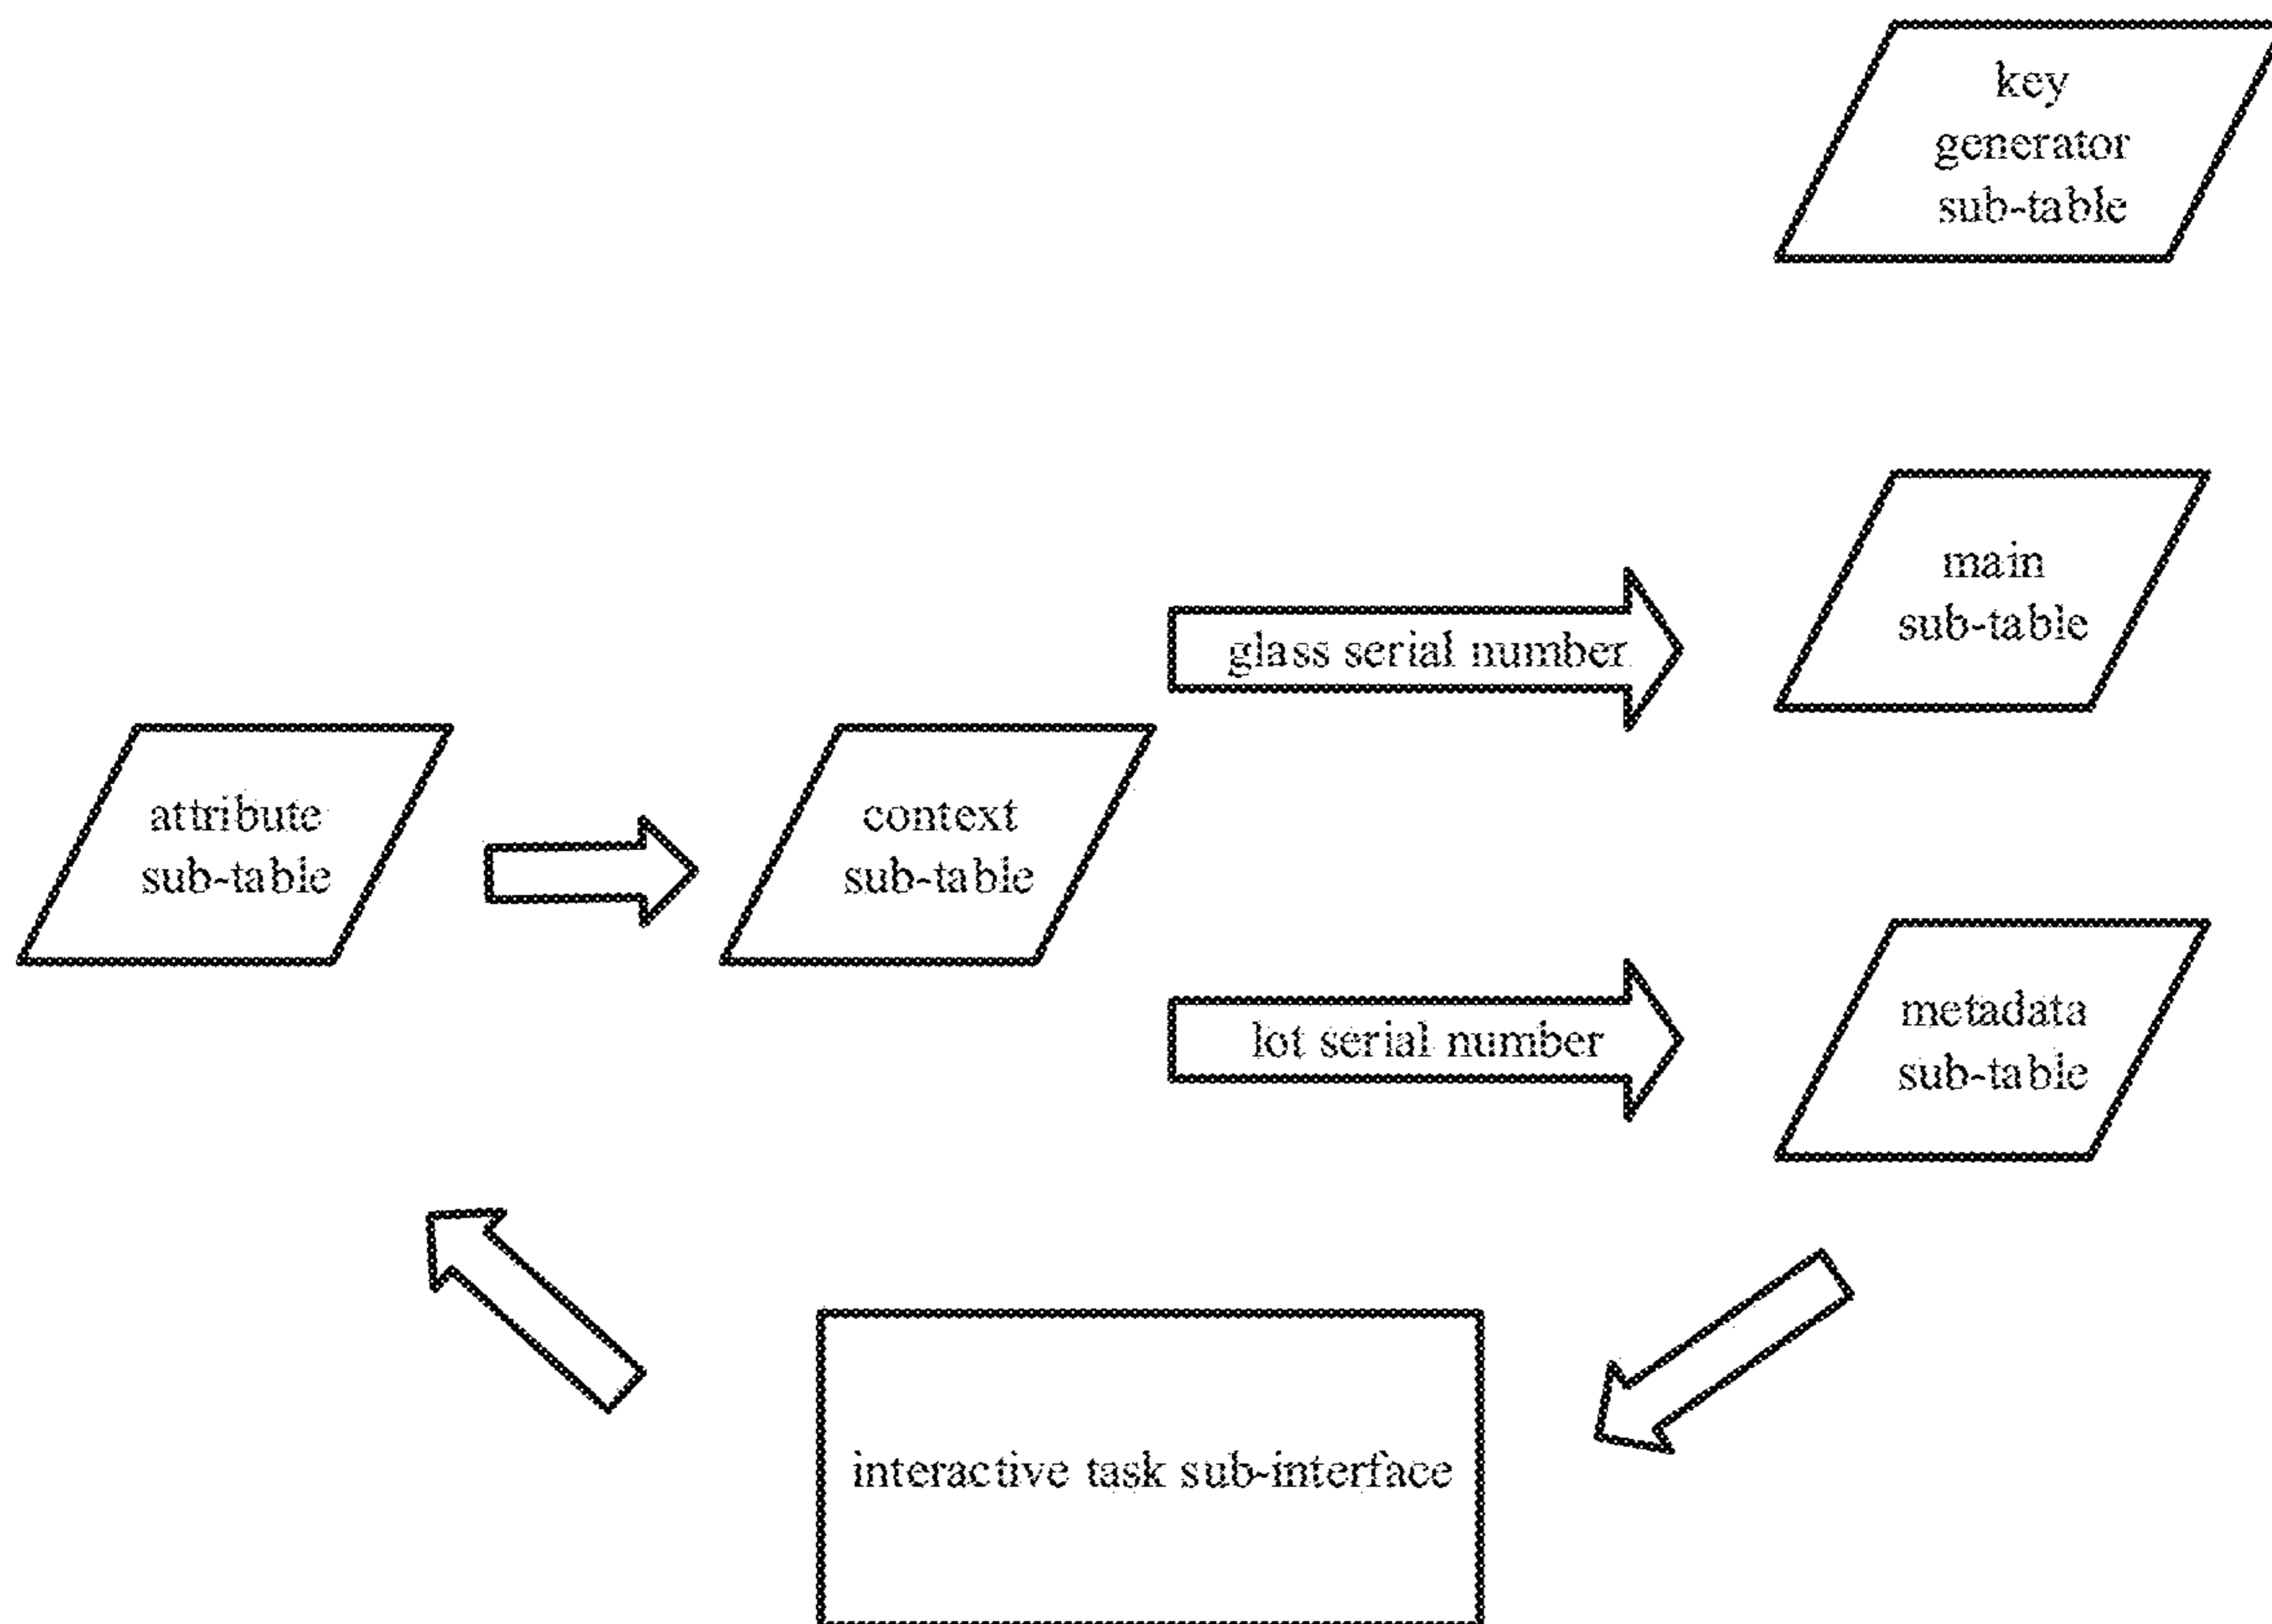 key
generator
sub-table
main
sub-table
glass serial number
attribute
sub-table
context
sub-table
metadata
sub-table
lot serial number
interactive task sub-interface